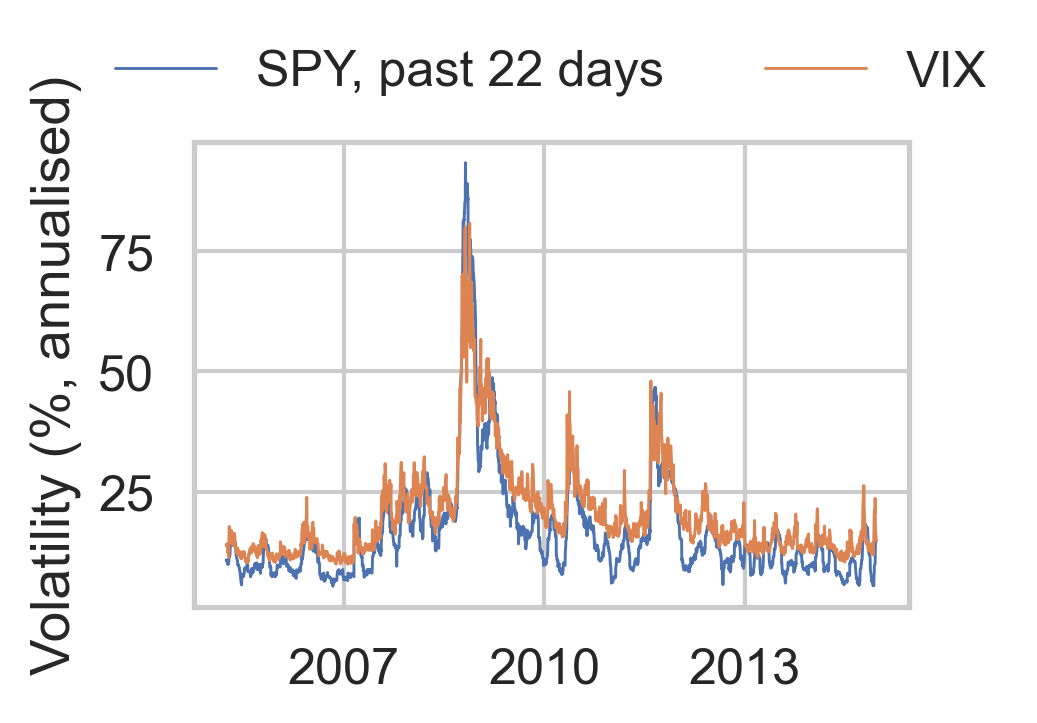 SPY, past 22 days VIX
Volatility (%, annualised)
75
50
25
2007 2010 2013